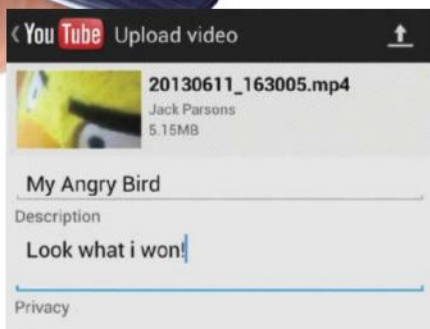 You Tube Upload video
20130611_163005.mp4
Jack Parsons
5.15MB
My Angry Bird
Description
Look what i won!
Privacy